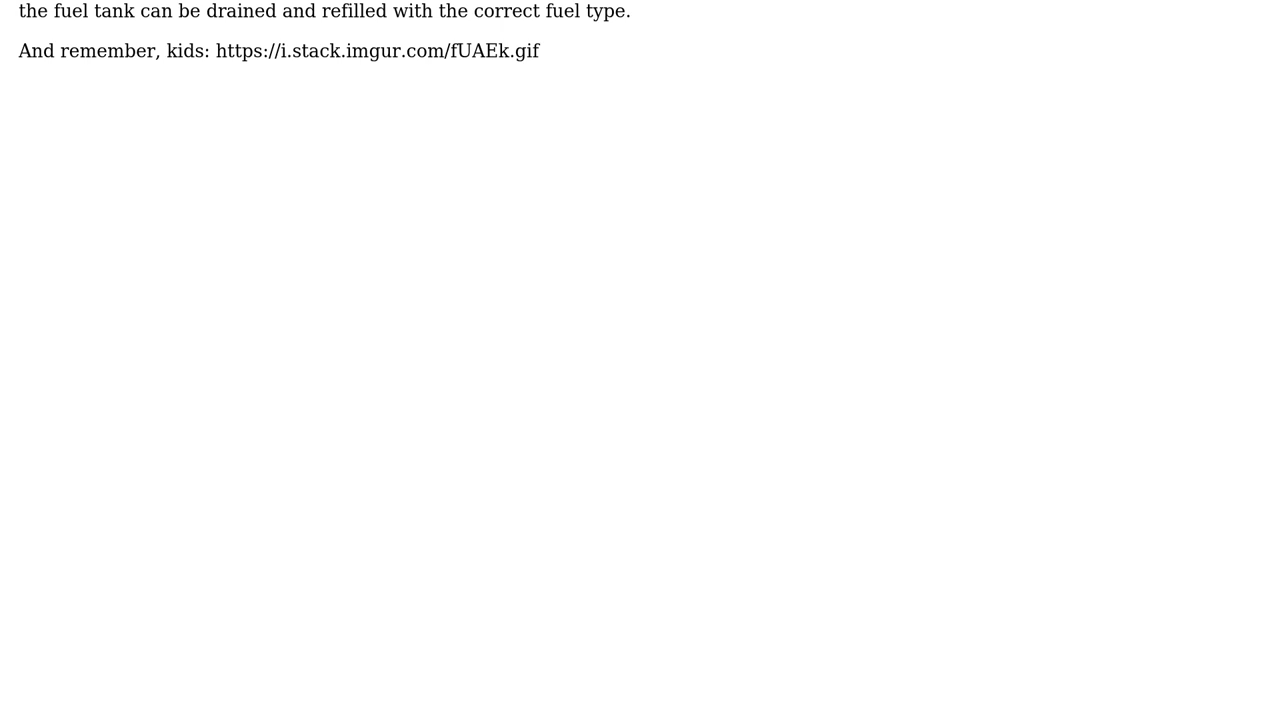 the fuel tank can be drained and refilled with the correct fuel type.
And remember, kids: https://i.stack.imgur.com/fUAEk.gif